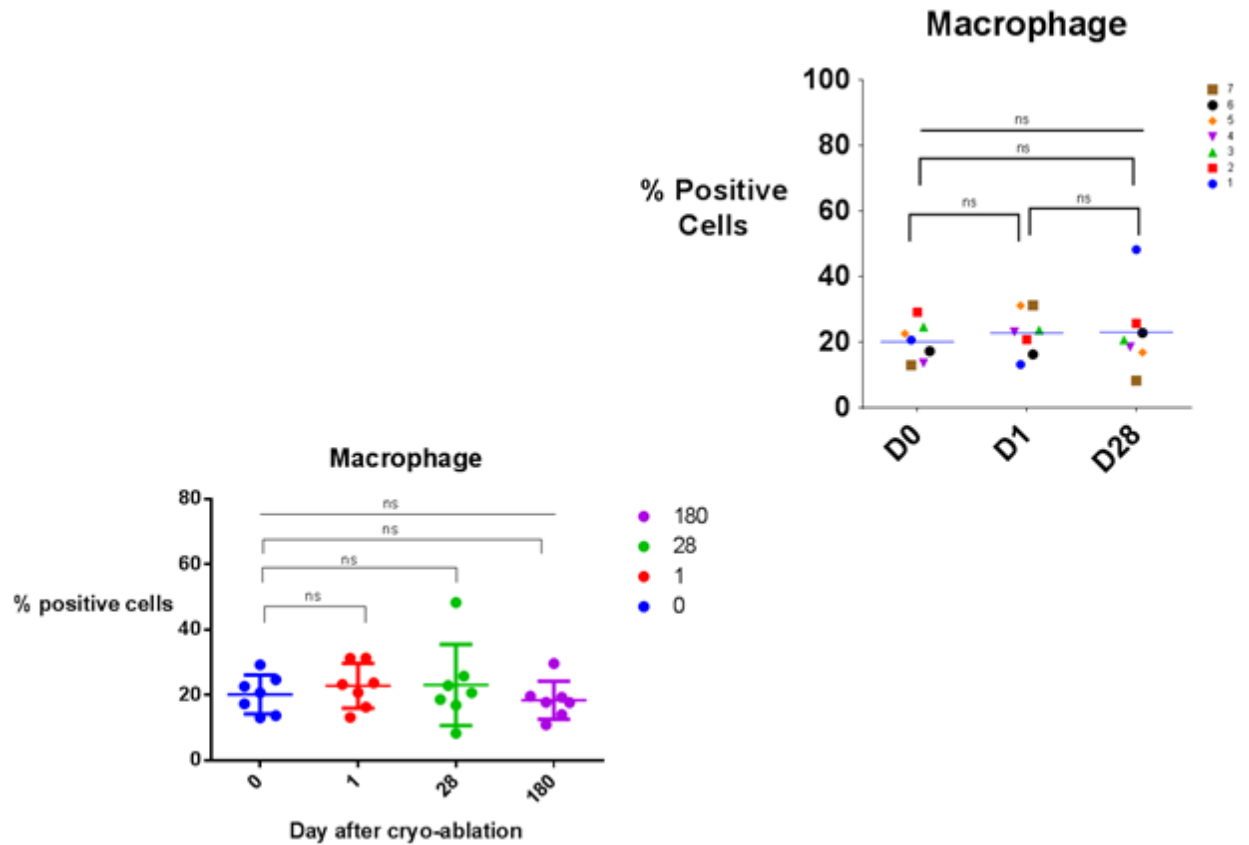 Macrophage
100
80
60
40
20
0
% Positive
Cells
ns
ns
ns
ns
7
6
5
4
3
2
1
D0
D1
D28
Macrophage
80
60
40
20
0
% positive cells
ns
ns
ns
ns
180
28
1
0
0
1
28
180
Day after cryo-ablation